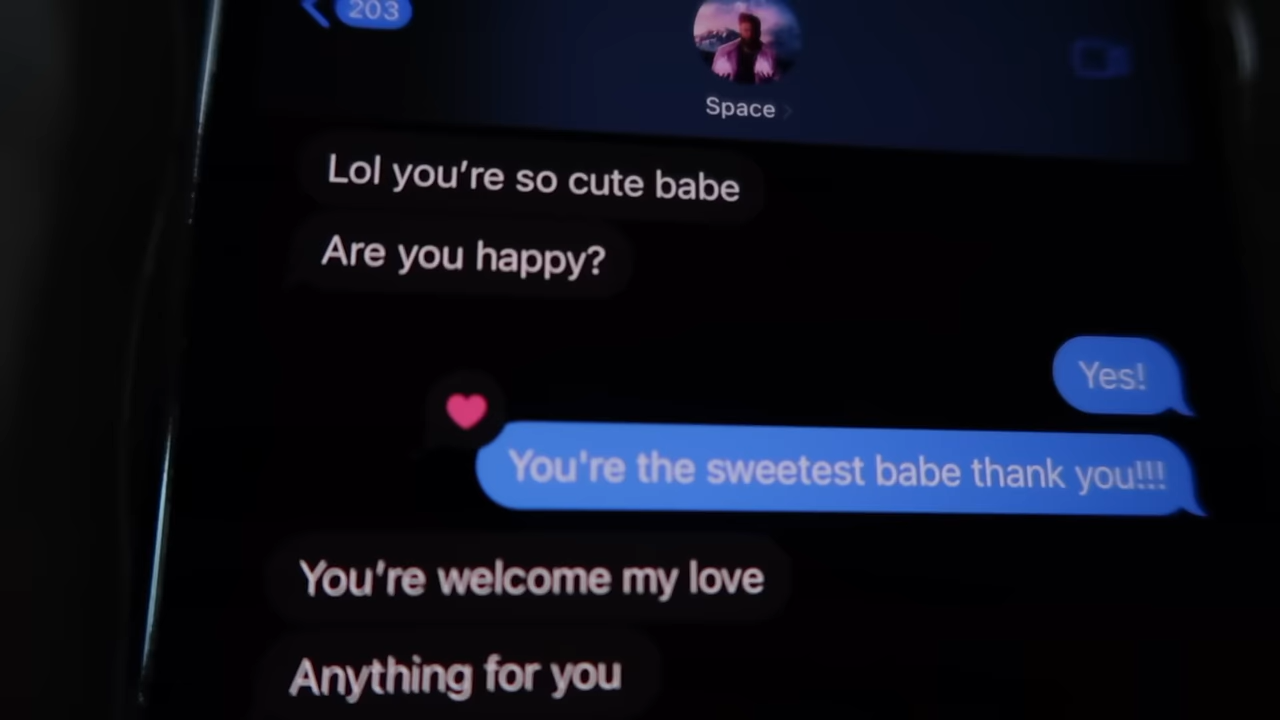 203
Space
Lol you’re so cute babe
Are you happy?
Yes!
You're the sweetest babe thank you!!!
You’re welcome my love
Anything for you